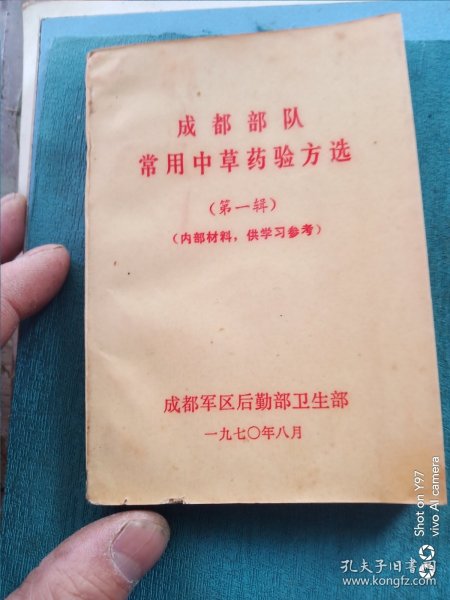 成都部队
常用中草药验方选
（第一辑）
（内部材料，供学习参考）
成都军区后勤部卫生部
一九七〇年八月
Shot on Y97
vivo AI camera
孔夫子旧书网
www.kongfz.com